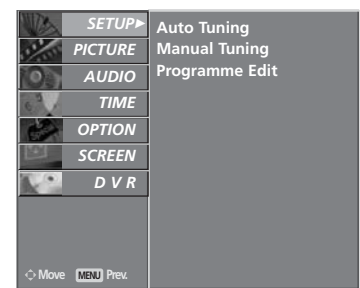 SETUP▶
PICTURE
AUDIO
TIME
OPTION
SCREEN
D V R
Auto Tuning
Manual Tuning
Programme Edit
Move MENU Prev.